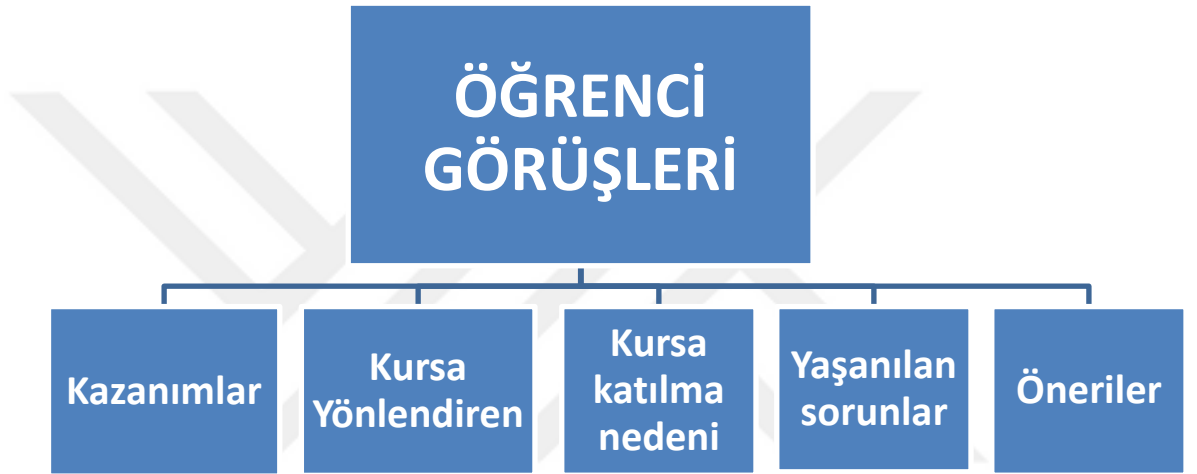 ÖĞRENCİ
GÖRÜŞLERİ
Kazanımlar
Kursa
Yönlendiren
Kursa
katılma
nedeni
Yaşanılan
sorunlar
Öneriler